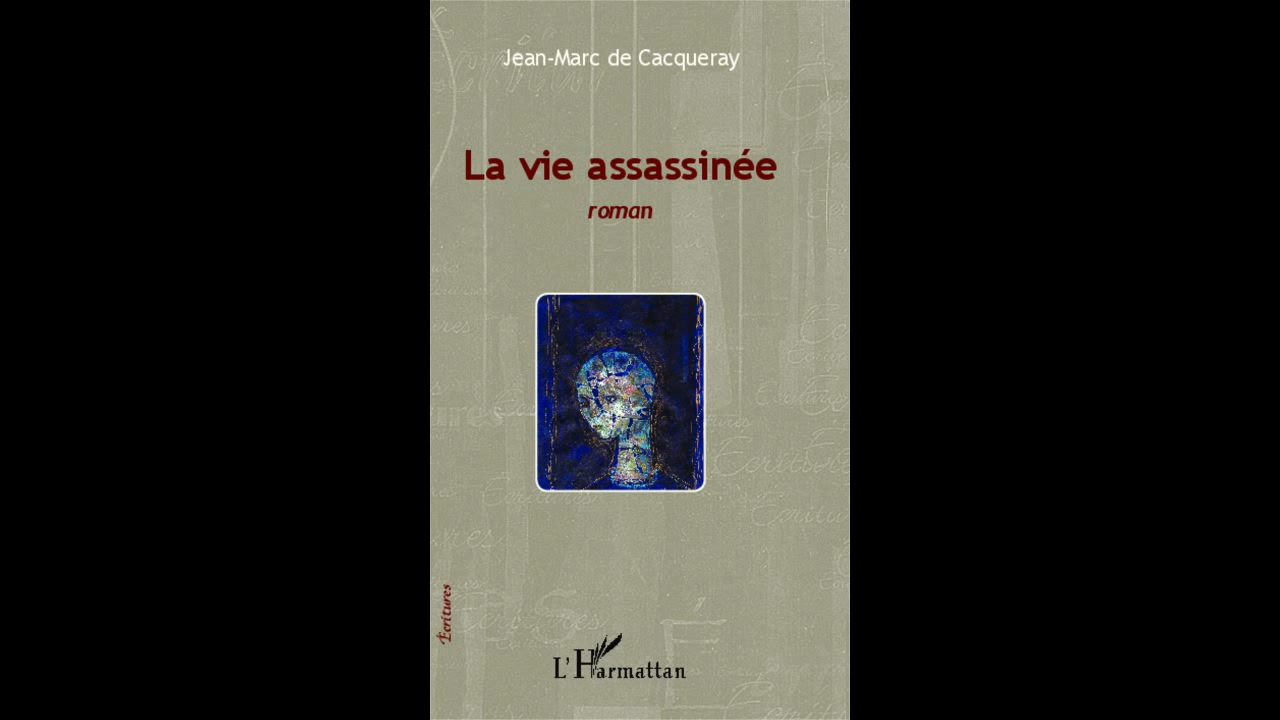 Jean-Marc de Cacqueray
La vie assassinée
roman
Écritures
L'Harmattan